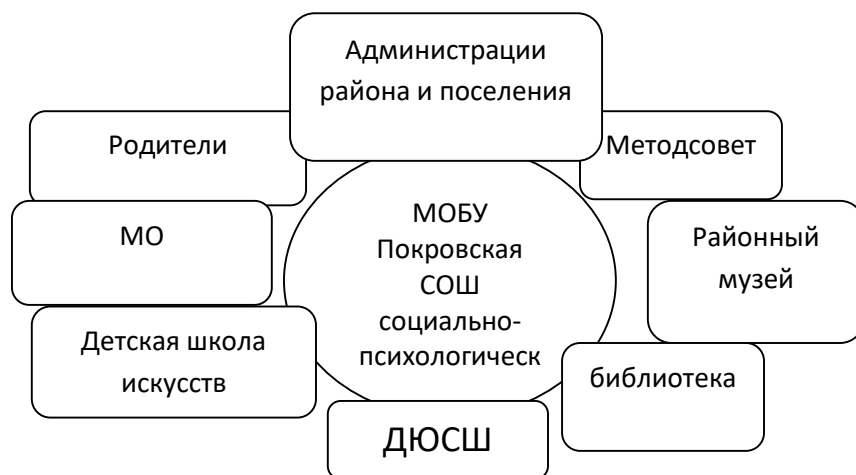 Администрации
района и поселения
Родители
Методсовет
МО
МОБУ
Покровская
СОШ
социально-
психологическ
Районный
музей
Детская школа
искусств
библиотека
ДЮСШ